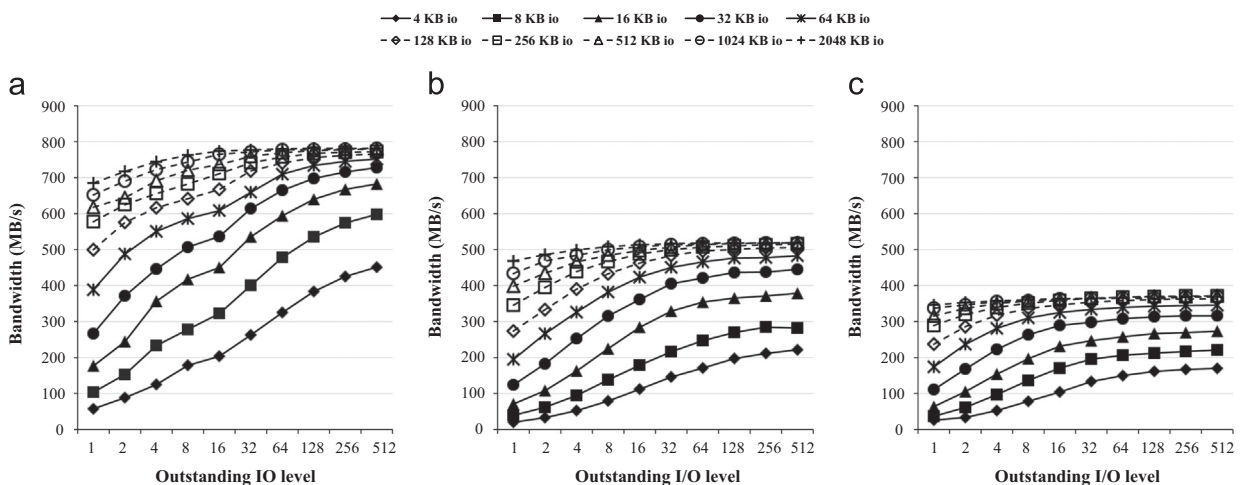 4 KB io 8 KB io 16 KB io 32 KB io 64 KB io
128 KB io 256 KB io 512 KB io 1024 KB io 2048 KB io
a
900
800
700
600
500
400
300
200
100
0
Bandwidth (MB/s)
1 2 4 8 16 32 64 128 256 512
Outstanding IO level
b
900
800
700
600
500
400
300
200
100
0
Bandwidth (MB/s)
1 2 4 8 16 32 64 128 256 512
Outstanding I/O level
c
900
800
700
600
500
400
300
200
100
0
Bandwidth (MB/s)
1 2 4 8 16 32 64 128 256 512
Outstanding I/O level